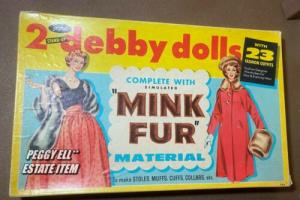 2 debby dolls
WITH
23
FASHION OUTFITS
COMPLETE WITH
SIMULATED
"MINK
FUR"
MATERIAL
To make STOLES, MUFFS, CUFFS, COLLARS, etc.
PEGGY ELL**
ESTATE ITEM